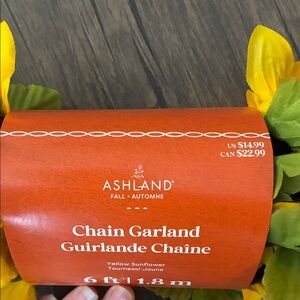 US $14.99
CAN $22.99
ASHLAND®
FALL • AUTOMNE
Chain Garland
Guirlande Chaîne
Yellow Sunflower
Tournesol Jaune
6 ft | 1.8 m